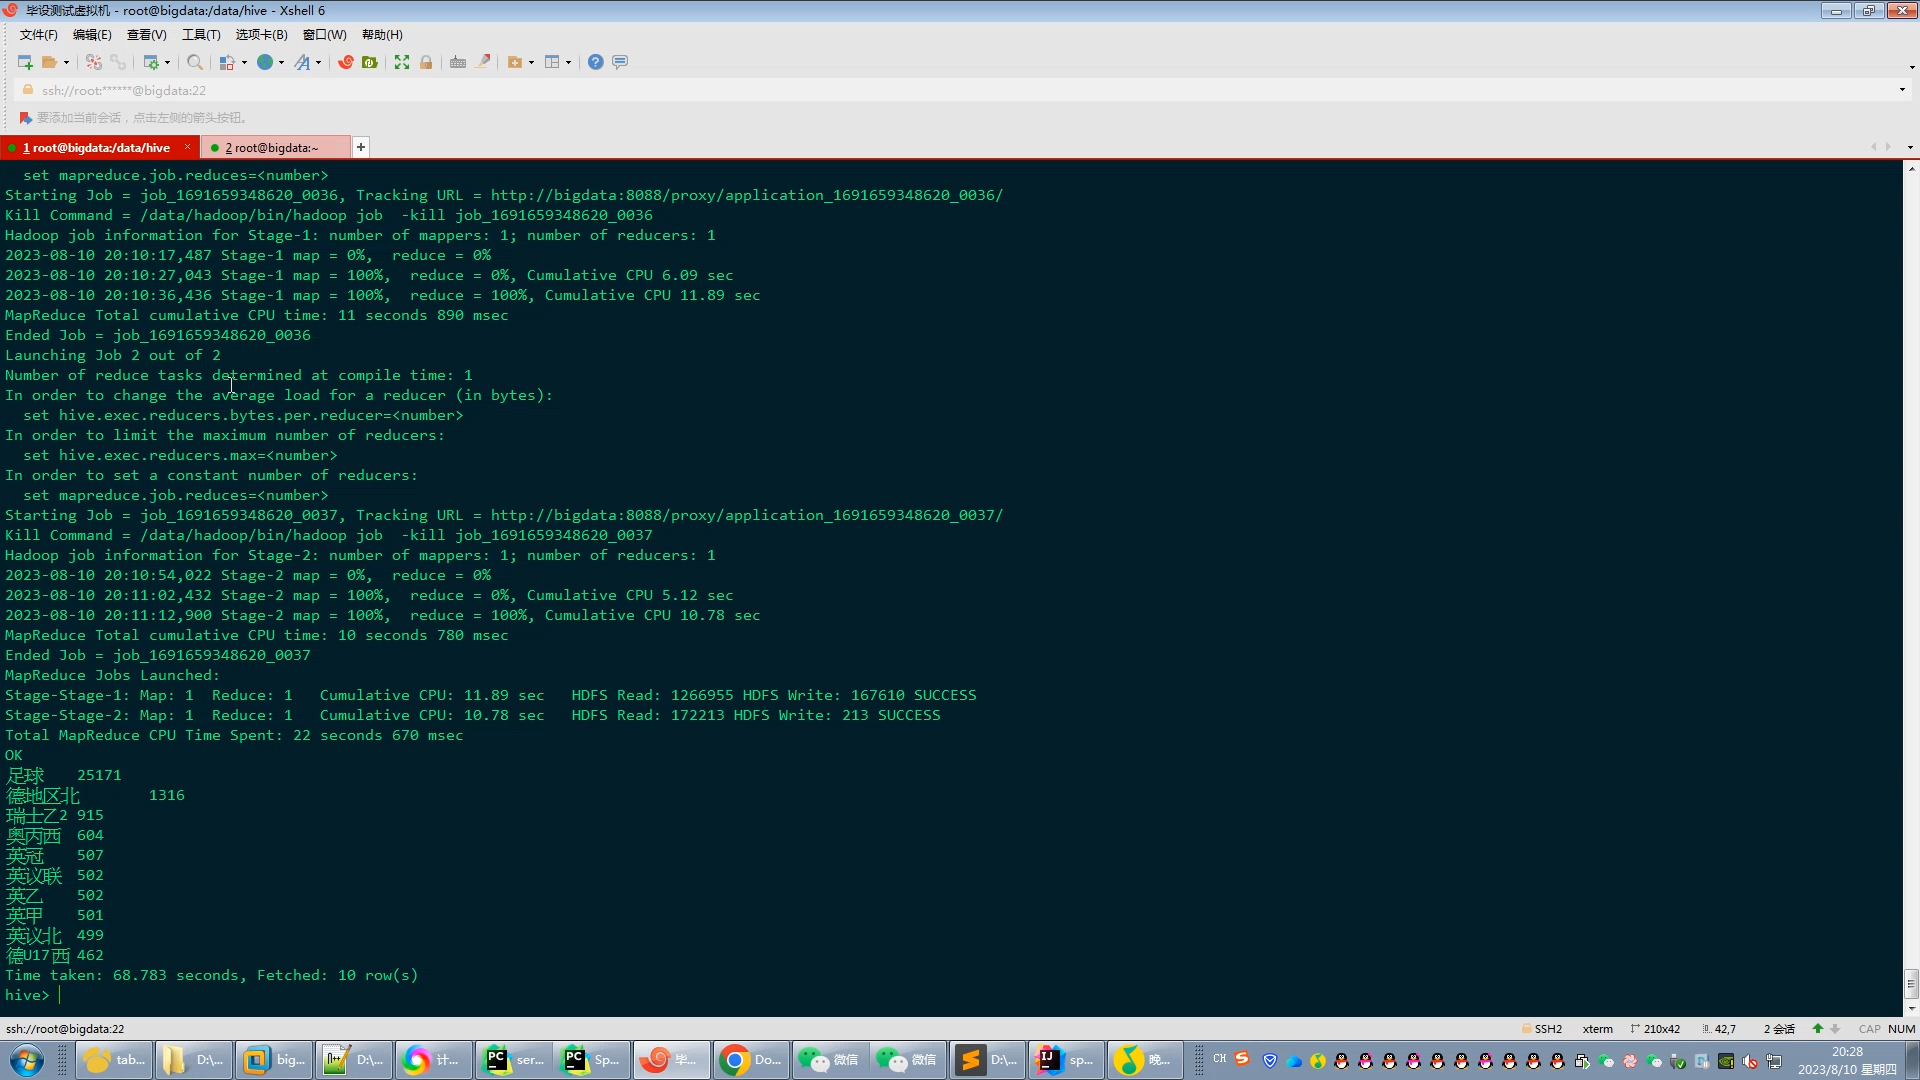 毕设测试虚拟机 - root@bigdata:/data/hive - Xshell 6
文件(F) 编辑(E) 查看(V) 工具(T) 选项卡(B) 窗口(W) 帮助(H)
ssh://root:******@bigdata:22
要添加当前会话，点击左侧的箭头按钮。
1 root@bigdata:/data/hive × 2 root@bigdata:~ +
set mapreduce.job.reduces=<number>
Starting Job = job_1691659348620_0036, Tracking URL = http://bigdata:8088/proxy/application_1691659348620_0036/
Kill Command = /data/hadoop/bin/hadoop job  -kill job_1691659348620_0036
Hadoop job information for Stage-1: number of mappers: 1; number of reducers: 1
2023-08-10 20:10:17,487 Stage-1 map = 0%,  reduce = 0%
2023-08-10 20:10:27,043 Stage-1 map = 100%,  reduce = 0%, Cumulative CPU 6.09 sec
2023-08-10 20:10:36,436 Stage-1 map = 100%,  reduce = 100%, Cumulative CPU 11.89 sec
MapReduce Total cumulative CPU time: 11 seconds 890 msec
Ended Job = job_1691659348620_0036
Launching Job 2 out of 2
Number of reduce tasks determined at compile time: 1
In order to change the average load for a reducer (in bytes):
set hive.exec.reducers.bytes.per.reducer=<number>
In order to limit the maximum number of reducers:
set hive.exec.reducers.max=<number>
In order to set a constant number of reducers:
set mapreduce.job.reduces=<number>
Starting Job = job_1691659348620_0037, Tracking URL = http://bigdata:8088/proxy/application_1691659348620_0037/
Kill Command = /data/hadoop/bin/hadoop job  -kill job_1691659348620_0037
Hadoop job information for Stage-2: number of mappers: 1; number of reducers: 1
2023-08-10 20:10:54,022 Stage-2 map = 0%,  reduce = 0%
2023-08-10 20:11:02,432 Stage-2 map = 100%,  reduce = 0%, Cumulative CPU 5.12 sec
2023-08-10 20:11:12,900 Stage-2 map = 100%,  reduce = 100%, Cumulative CPU 10.78 sec
MapReduce Total cumulative CPU time: 10 seconds 780 msec
Ended Job = job_1691659348620_0037
MapReduce Jobs Launched:
Stage-Stage-1: Map: 1  Reduce: 1   Cumulative CPU: 11.89 sec   HDFS Read: 1266955 HDFS Write: 167610 SUCCESS
Stage-Stage-2: Map: 1  Reduce: 1   Cumulative CPU: 10.78 sec   HDFS Read: 172213 HDFS Write: 213 SUCCESS
Total MapReduce CPU Time Spent: 22 seconds 670 msec
OK
足球 25171
德地区北 1316
瑞士乙2 915
奥丙西 604
英冠 507
英议联 502
英乙 502
英甲 501
英议北 499
德U17西 462
Time taken: 68.783 seconds, Fetched: 10 row(s)
hive>
ssh://root@bigdata:22 SSH2 xterm 210x42 42,7 2 会话 CAP NUM
tab... D:\... big... D:\... 计... ser... Sp... 毕... Do... 微信 微信 D:\... sp... 晚... CH 20:28
2023/8/10 星期四